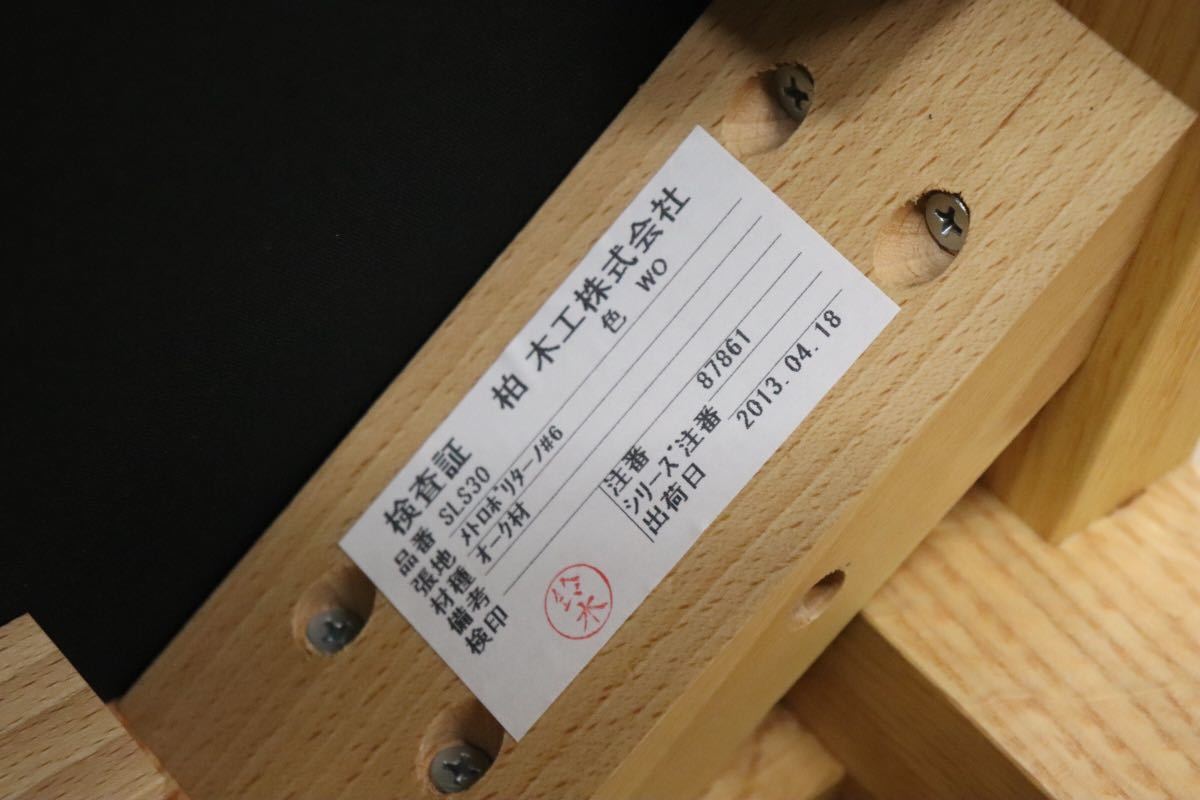 検査証 柏木工株式会社
品番 SLS30 色 WO
張地 ﾒﾄﾛﾎﾟﾘﾀｰﾉ#6
材種 ｵｰｸ材
備考
検印 鈴木
注番 87861
シリーズ注番
出荷日 2013.04.18